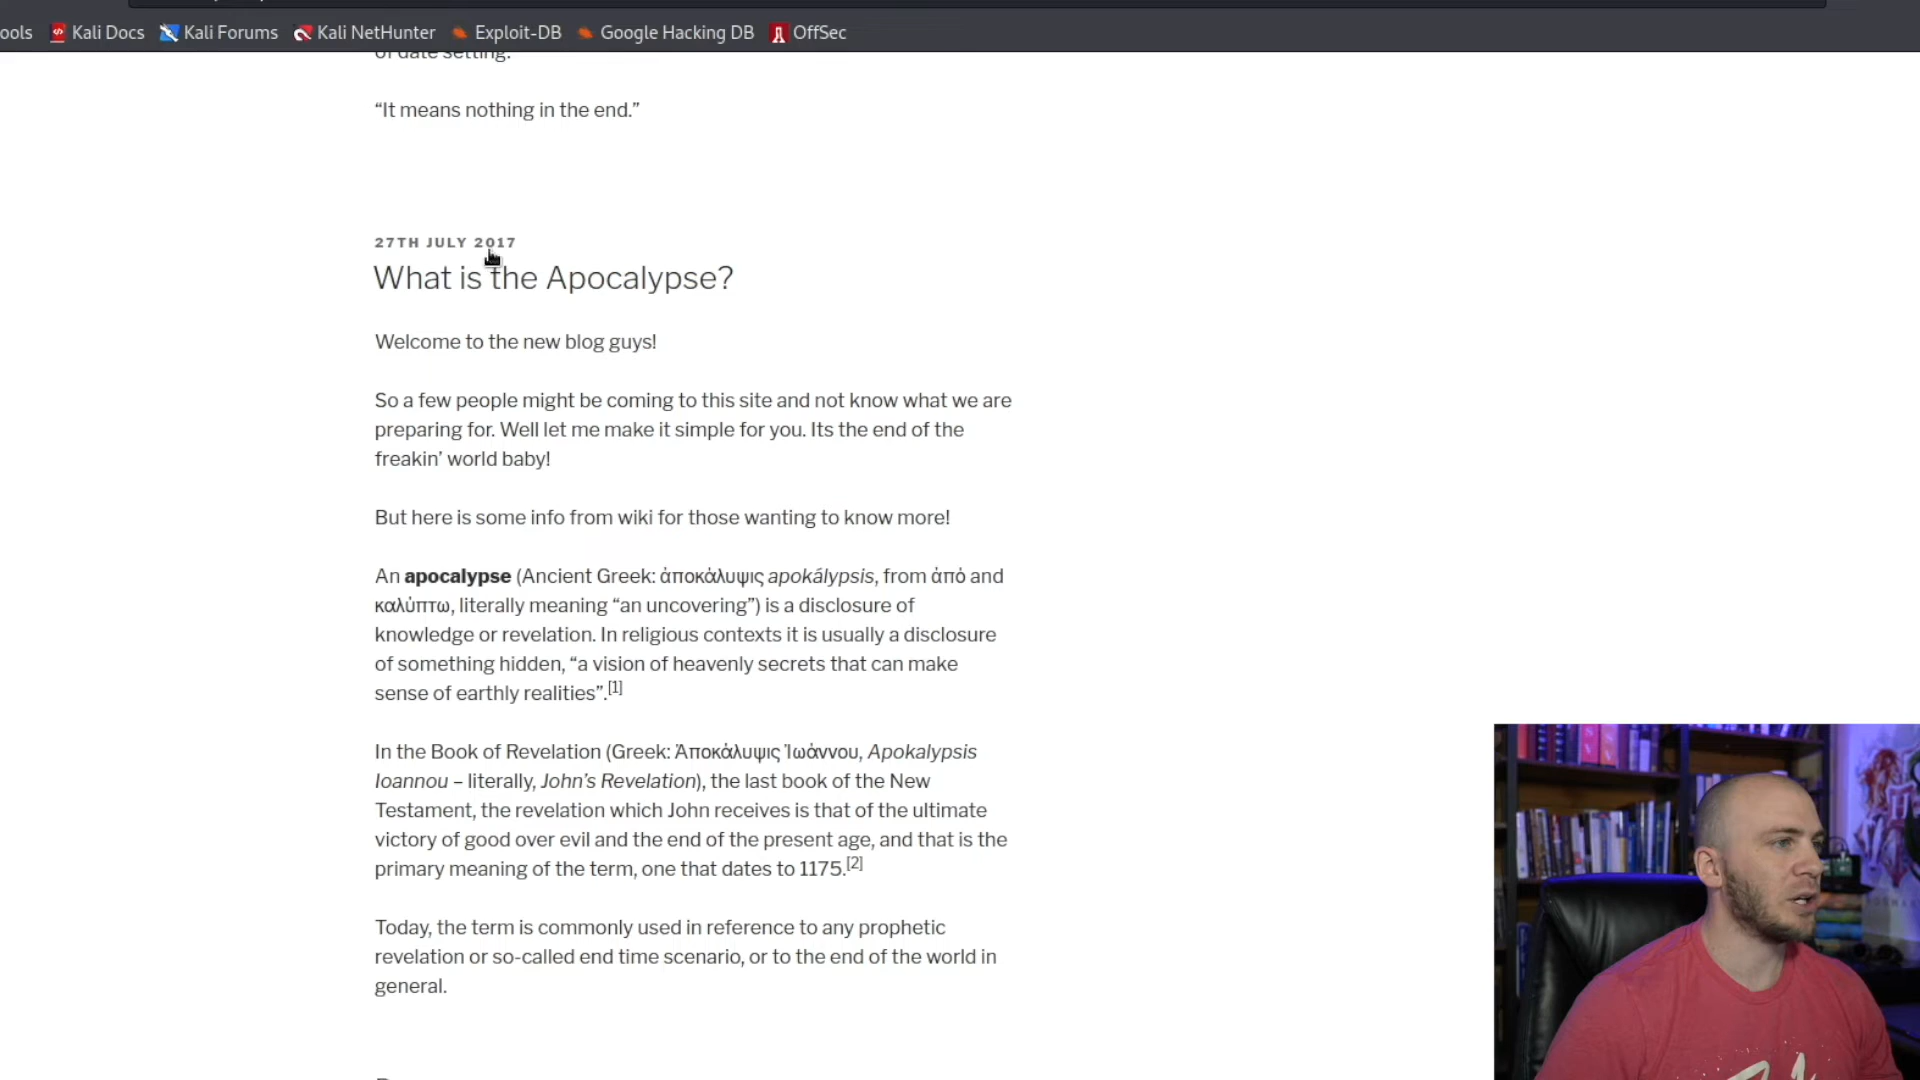 ools Kali Docs Kali Forums Kali NetHunter Exploit-DB Google Hacking DB OffSec
of date setting.
“It means nothing in the end.”
27TH JULY 2017
What is the Apocalypse?
Welcome to the new blog guys!
So a few people might be coming to this site and not know what we are
preparing for. Well let me make it simple for you. Its the end of the
freakin’ world baby!
But here is some info from wiki for those wanting to know more!
An apocalypse (Ancient Greek: ἀποκάλυψις apokálypsis, from ἀπό and
καλύπτω, literally meaning “an uncovering”) is a disclosure of
knowledge or revelation. In religious contexts it is usually a disclosure
of something hidden, “a vision of heavenly secrets that can make
sense of earthly realities”.[1]
In the Book of Revelation (Greek: Ἀποκάλυψις Ἰωάννου, Apokalypsis
Ioannou – literally, John’s Revelation), the last book of the New
Testament, the revelation which John receives is that of the ultimate
victory of good over evil and the end of the present age, and that is the
primary meaning of the term, one that dates to 1175.[2]
Today, the term is commonly used in reference to any prophetic
revelation or so-called end time scenario, or to the end of the world in
general.